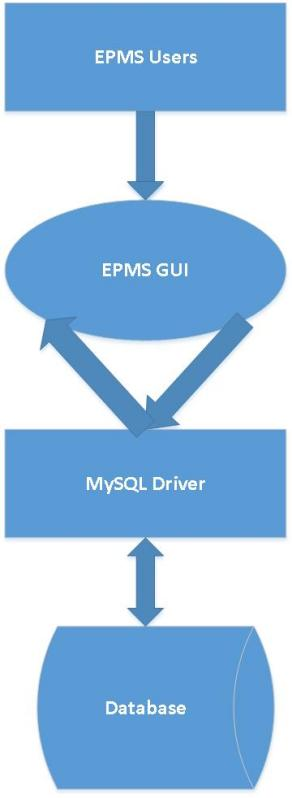 EPMS Users
EPMS GUI
MySQL Driver
Database